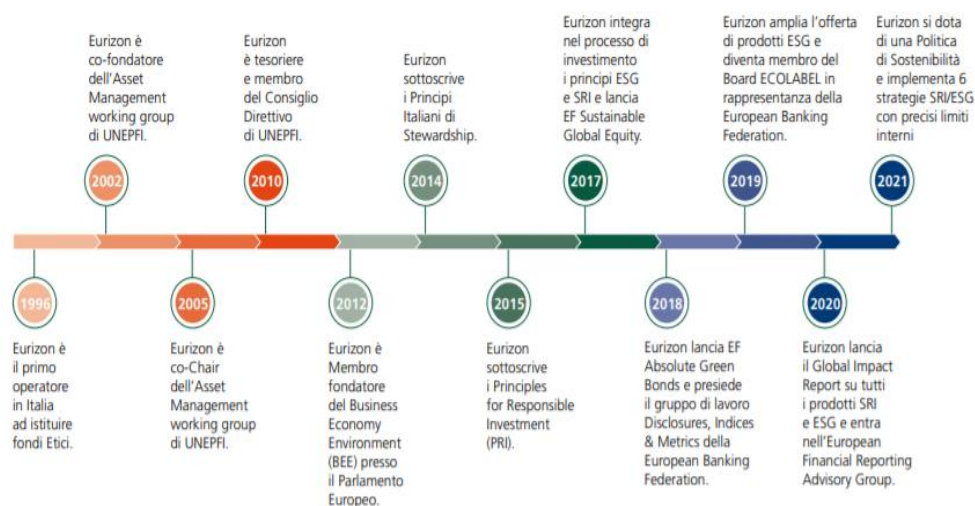 Eurizon è
co-fondatore
dell'Asset
Management
working group
di UNEPFI.
2002
Eurizon
è tesoriere
e membro
del Consiglio
Direttivo
di UNEPFI.
2010
Eurizon
sottoscrive
i Principi
Italiani di
Stewardship.
2014
Eurizon integra
nel processo di
investimento
i principi ESG
e SRI e lancia
EF Sustainable
Global Equity.
2017
Eurizon amplia l'offerta
di prodotti ESG e
diventa membro del
Board ECOLABEL in
rappresentanza della
European Banking
Federation.
2019
Eurizon si dota
di una Politica
di Sostenibilità
e implementa 6
strategie SRI/ESG
con precisi limiti
interni
2021
1996
Eurizon è
il primo
operatore
in Italia
ad istituire
fondi Etici.
2005
Eurizon è
co-Chair
dell'Asset
Management
working group
di UNEPFI.
2012
Eurizon è
Membro
fondatore
del Business
Economy
Environment
(BEE) presso
il Parlamento
Europeo.
2015
Eurizon
sottoscrive
i Principles
for Responsible
Investment
(PRI).
2018
Eurizon lancia EF
Absolute Green
Bonds e presiede
il gruppo di lavoro
Disclosures, Indices
& Metrics della
European Banking
Federation.
2020
Eurizon lancia
il Global Impact
Report su tutti
i prodotti SRI
e ESG e entra
nell'European
Financial Reporting
Advisory Group.